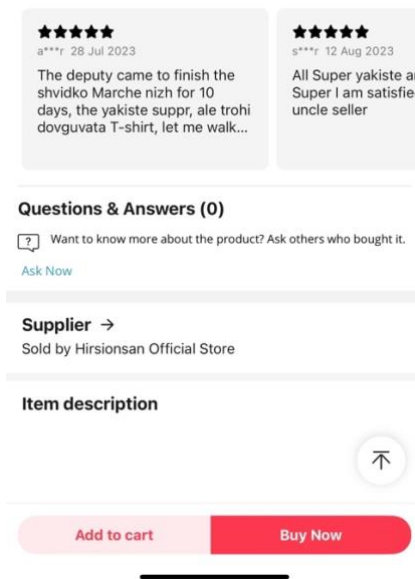 a***r 28 Jul 2023
The deputy came to finish the
shvidko Marche nizh for 10
days, the yakiste suppr, ale trohi
dovguvata T-shirt, let me walk...
s***r 12 Aug 2023
All Super yakiste
Super I am
uncle seller
Questions & Answers (0)
? Want to know more about the product? Ask others who bought it.
Ask Now
Supplier →
Sold by Hirsionsan Official Store
Item description
Add to cart
Buy Now